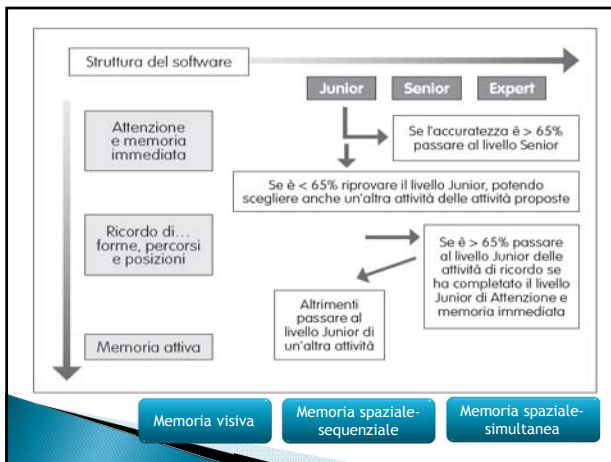 Struttura del software
Junior
Senior
Expert
Attenzione
e memoria
immediata
Se l'accuratezza è > 65%
passare al livello Senior
Se è < 65% riprovare il livello Junior, potendo
scegliere anche un'altra attività delle attività proposte
Ricordo di...
forme, percorsi
e posizioni
Se è > 65% passare
al livello Junior delle
attività di ricordo se
ha completato il livello
Junior di Attenzione e
memoria immediata
Altrimenti
passare al
livello Junior di
un'altra attività
Memoria attiva
Memoria visiva
Memoria spaziale-
sequenziale
Memoria spaziale-
simultanea